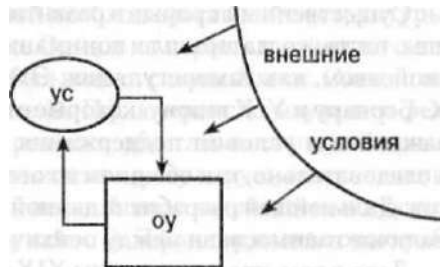 внешние
ус
условия
оу